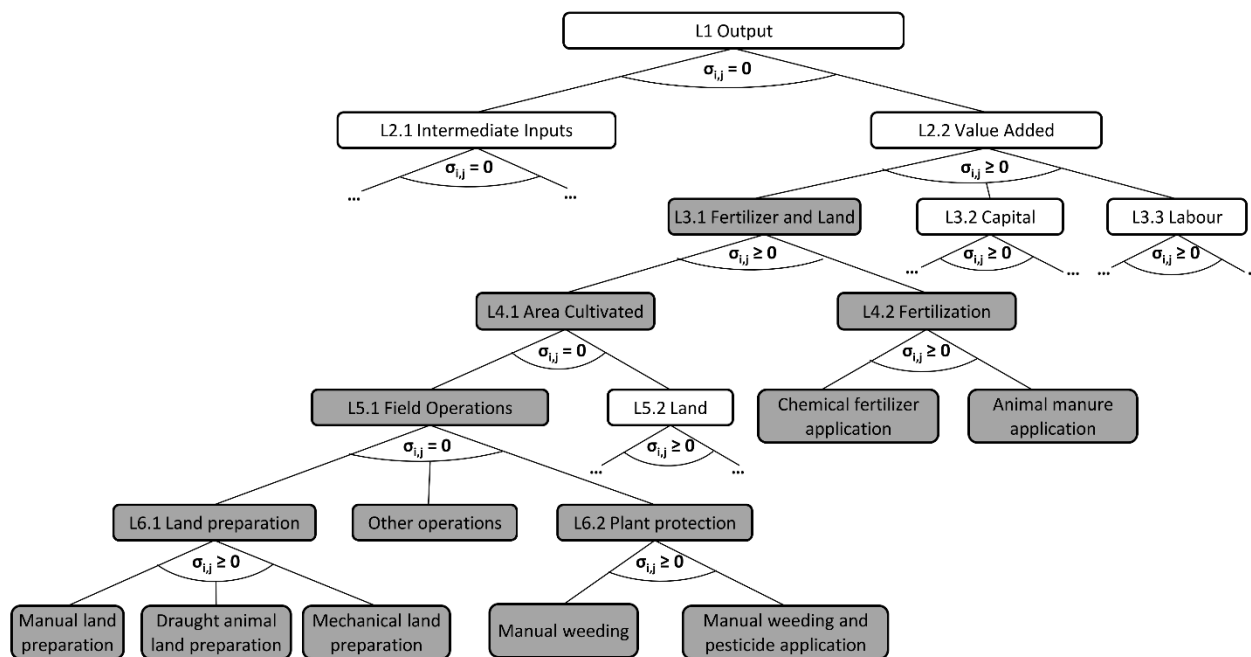 L1 Output
σi,j = 0
L2.1 Intermediate Inputs
L2.2 Value Added
σi,j = 0
σi,j ≥ 0
...
...
L3.1 Fertilizer and Land
L3.2 Capital
L3.3 Labour
σi,j ≥ 0
σi,j ≥ 0
σi,j ≥ 0
...
...
...
...
L4.1 Area Cultivated
L4.2 Fertilization
σi,j = 0
σi,j ≥ 0
L5.1 Field Operations
L5.2 Land
Chemical fertilizer
application
Animal manure
application
σi,j = 0
σi,j ≥ 0
...
...
L6.1 Land preparation
Other operations
L6.2 Plant protection
σi,j ≥ 0
σi,j ≥ 0
Manual land
preparation
Draught animal
land preparation
Mechanical land
preparation
Manual weeding
Manual weeding and
pesticide application